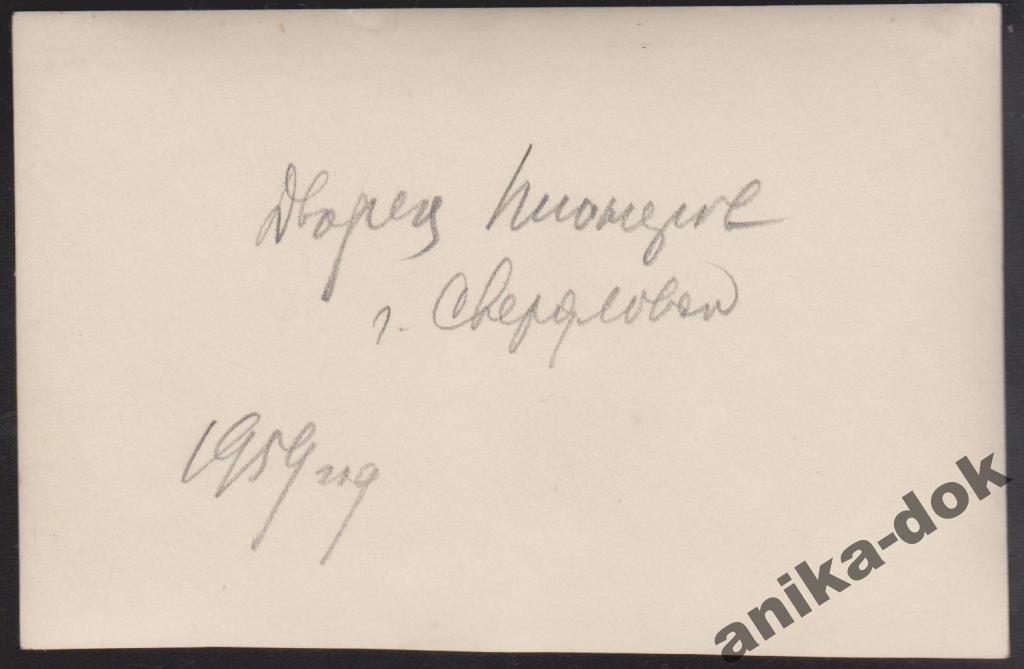 Дворец Пионеров
г. Свердловск
1959 год
anika-dok